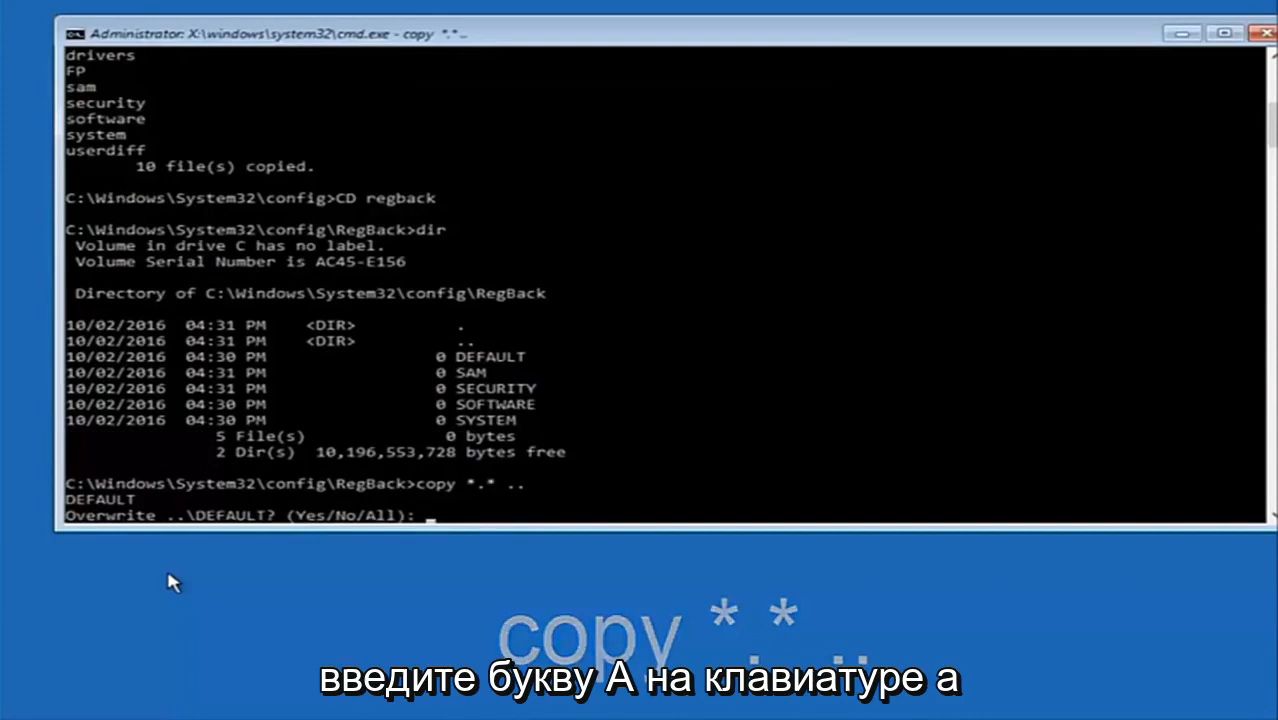 Administrator: X:\windows\system32\cmd.exe - copy *.* ..
drivers
FP
sam
security
software
system
userdiff
10 file(s) copied.
C:\Windows\System32\config>CD regback
C:\Windows\System32\config\RegBack>dir
Volume in drive C has no label.
Volume Serial Number is AC45-E156
Directory of C:\Windows\System32\config\RegBack
10/02/2016 04:31 PM <DIR> .
10/02/2016 04:31 PM <DIR> ..
10/02/2016 04:30 PM 0 DEFAULT
10/02/2016 04:31 PM 0 SAM
10/02/2016 04:31 PM 0 SECURITY
10/02/2016 04:30 PM 0 SOFTWARE
10/02/2016 04:30 PM 0 SYSTEM
5 File(s) 0 bytes
2 Dir(s) 10,196,553,728 bytes free
C:\Windows\System32\config\RegBack>copy *.* ..
DEFAULT
Overwrite ..\DEFAULT? (Yes/No/All): _
copy *.* ..
введите букву А на клавиатуре а